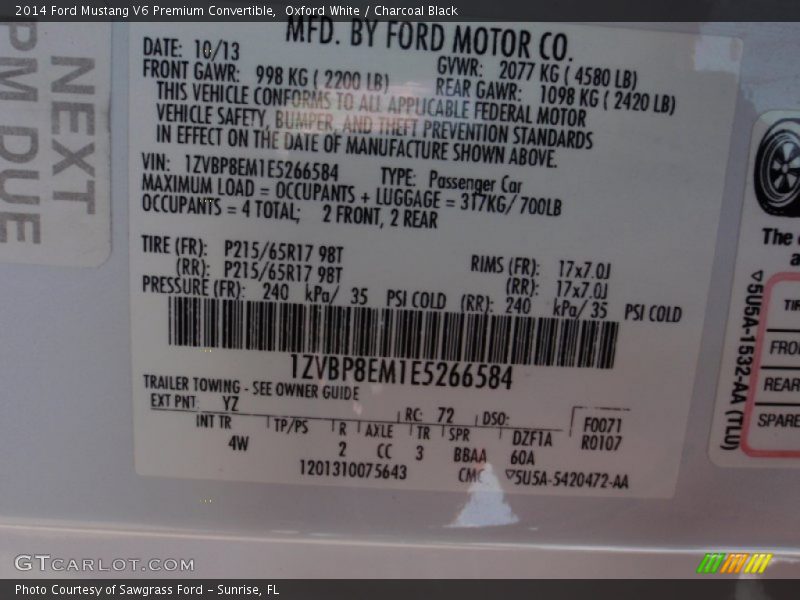 2014 Ford Mustang V6 Premium Convertible, Oxford White / Charcoal Black
MFD. BY FORD MOTOR CO.
DATE: 10/13
GVWR: 2077 KG ( 4580 LB)
FRONT GAWR: 998 KG ( 2200 LB)
REAR GAWR: 1098 KG ( 2420 LB)
THIS VEHICLE CONFORMS TO ALL APPLICABLE FEDERAL MOTOR
VEHICLE SAFETY, BUMPER, AND THEFT PREVENTION STANDARDS
IN EFFECT ON THE DATE OF MANUFACTURE SHOWN ABOVE.
VIN: 1ZVBP8EM1E5266584 TYPE: Passenger Car
MAXIMUM LOAD = OCCUPANTS + LUGGAGE = 317KG/ 700LB
OCCUPANTS = 4 TOTAL; 2 FRONT, 2 REAR
TIRE (FR): P215/65R17 98T RIMS (FR): 17x7.0J
(RR): P215/65R17 98T (RR): 17x7.0J
PRESSURE (FR): 240 kPa/ 35 PSI COLD (RR): 240 kPa/ 35 PSI COLD
1ZVBP8EM1E5266584
TRAILER TOWING - SEE OWNER GUIDE
EXT PNT: YZ RC: 72 DSO: F0071
INT TR TP/PS R AXLE TR SPR DZF1A R0107
4W 2 CC 3 BBAA 60A
1201310075643 CMC ▽5U5A-5420472-AA
NEXT
PM DUE
The
a
▽5U5A-1532-AA (TLU)
TIR
FRO
REAR
SPARE
GTCARLOT.COM
Photo Courtesy of Sawgrass Ford - Sunrise, FL